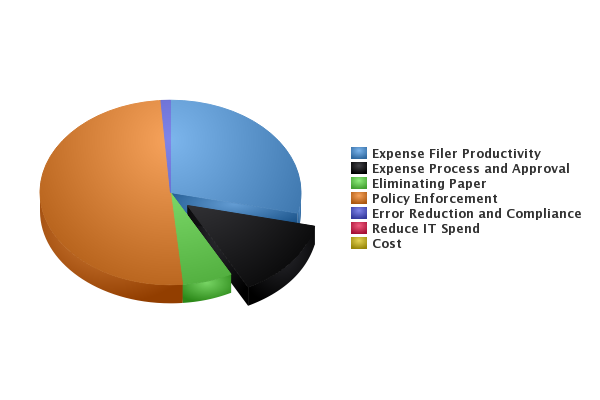 Expense Filer Productivity
Expense Process and Approval
Eliminating Paper
Policy Enforcement
Error Reduction and Compliance
Reduce IT Spend
Cost